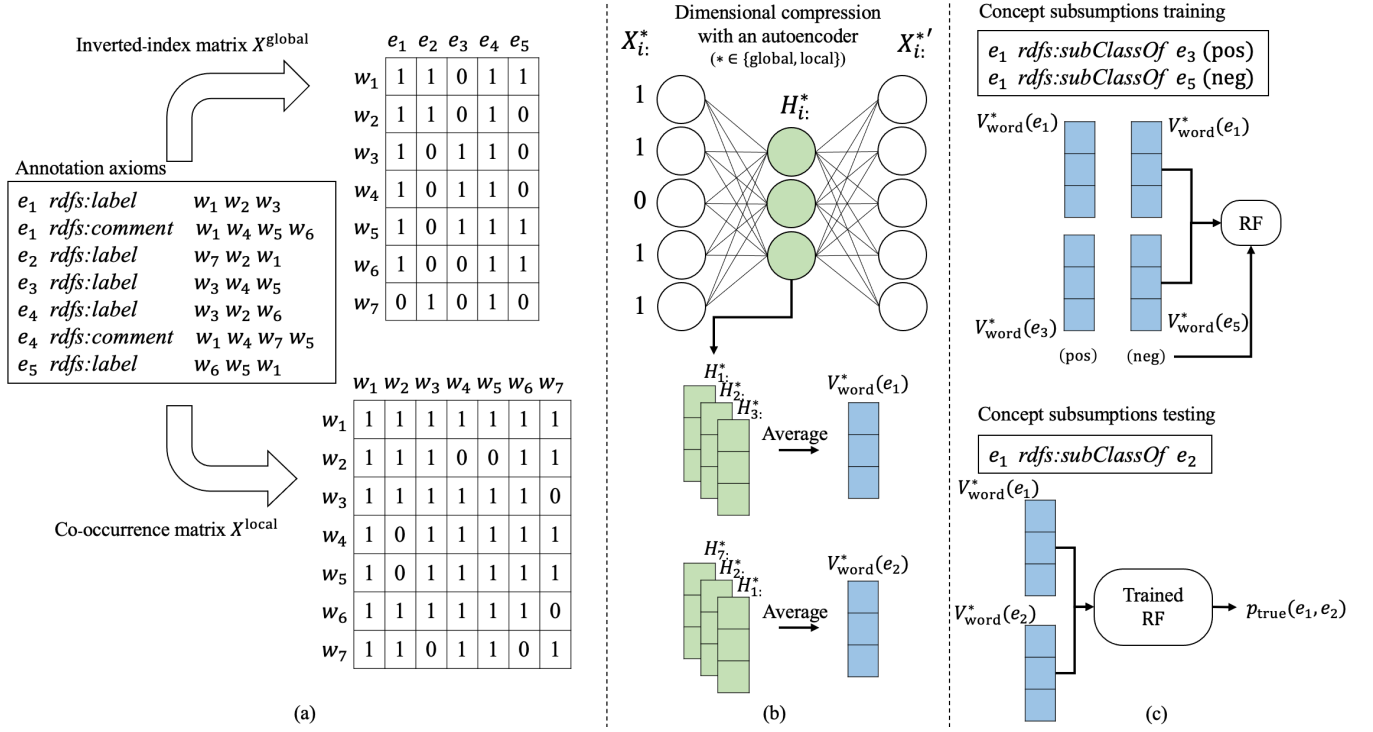 Inverted-index matrix X^global
e₁ e₂ e₃ e₄ e₅
w₁ 1 1 0 1 1
w₂ 1 1 0 1 0
w₃ 1 0 1 1 0
w₄ 1 0 1 1 0
w₅ 1 0 1 1 1
w₆ 1 0 0 1 1
w₇ 0 1 0 1 0
Annotation axioms
e₁ rdfs:label w₁ w₂ w₃
e₁ rdfs:comment w₁ w₄ w₅ w₆
e₂ rdfs:label w₇ w₂ w₁
e₃ rdfs:label w₃ w₄ w₅
e₄ rdfs:label w₃ w₂ w₆
e₄ rdfs:comment w₁ w₄ w₇ w₅
e₅ rdfs:label w₆ w₅ w₁
w₁ w₂ w₃ w₄ w₅ w₆ w₇
w₁ 1 1 1 1 1 1 1
w₂ 1 1 1 0 0 1 1
w₃ 1 1 1 1 1 1 0
w₄ 1 0 1 1 1 1 1
w₅ 1 0 1 1 1 1 1
w₆ 1 1 1 1 1 1 0
w₇ 1 1 0 1 1 0 1
Co-occurrence matrix X^local
(a)
Dimensional compression
with an autoencoder
(* ∈ {global, local})
X*ᵢ:
X*′ᵢ:
H*ᵢ:
1
1
0
1
1
H*₁:
H*₂:
H*₃:
Average
V*word(e₁)
H*₇:
H*₂:
H*₁:
Average
V*word(e₂)
(b)
Concept subsumptions training
e₁ rdfs:subClassOf e₃ (pos)
e₁ rdfs:subClassOf e₅ (neg)
V*word(e₁)
V*word(e₁)
RF
V*word(e₃)
V*word(e₅)
(pos)
(neg)
Concept subsumptions testing
e₁ rdfs:subClassOf e₂
V*word(e₁)
V*word(e₂)
Trained
RF
p_true(e₁, e₂)
(c)